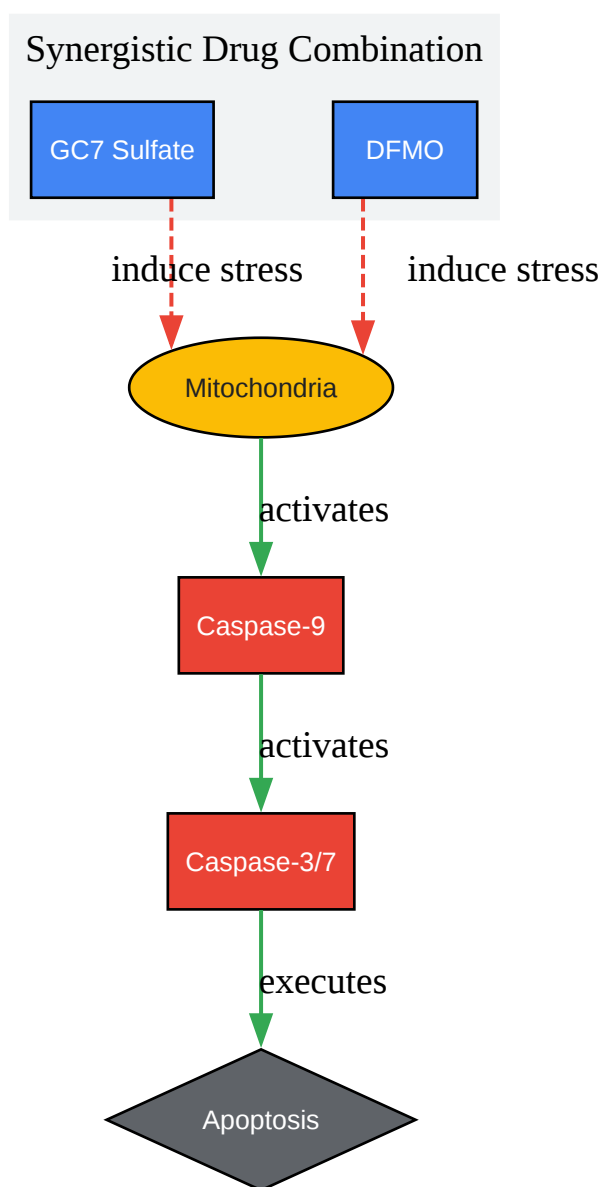 Synergistic Drug Combination
GC7 Sulfate
DFMO
induce stress
induce stress
Mitochondria
activates
Caspase-9
activates
Caspase-3/7
executes
Apoptosis